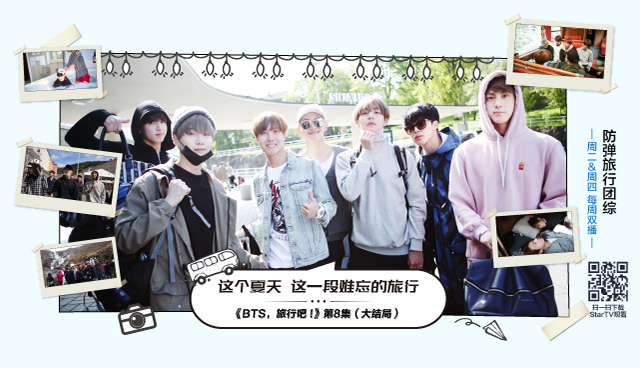 防弹旅行团综
周二&周四 每周双播
这个夏天 这一段难忘的旅行
《BTS，旅行吧！》第8集（大结局）
扫一扫下载
StarTV观看